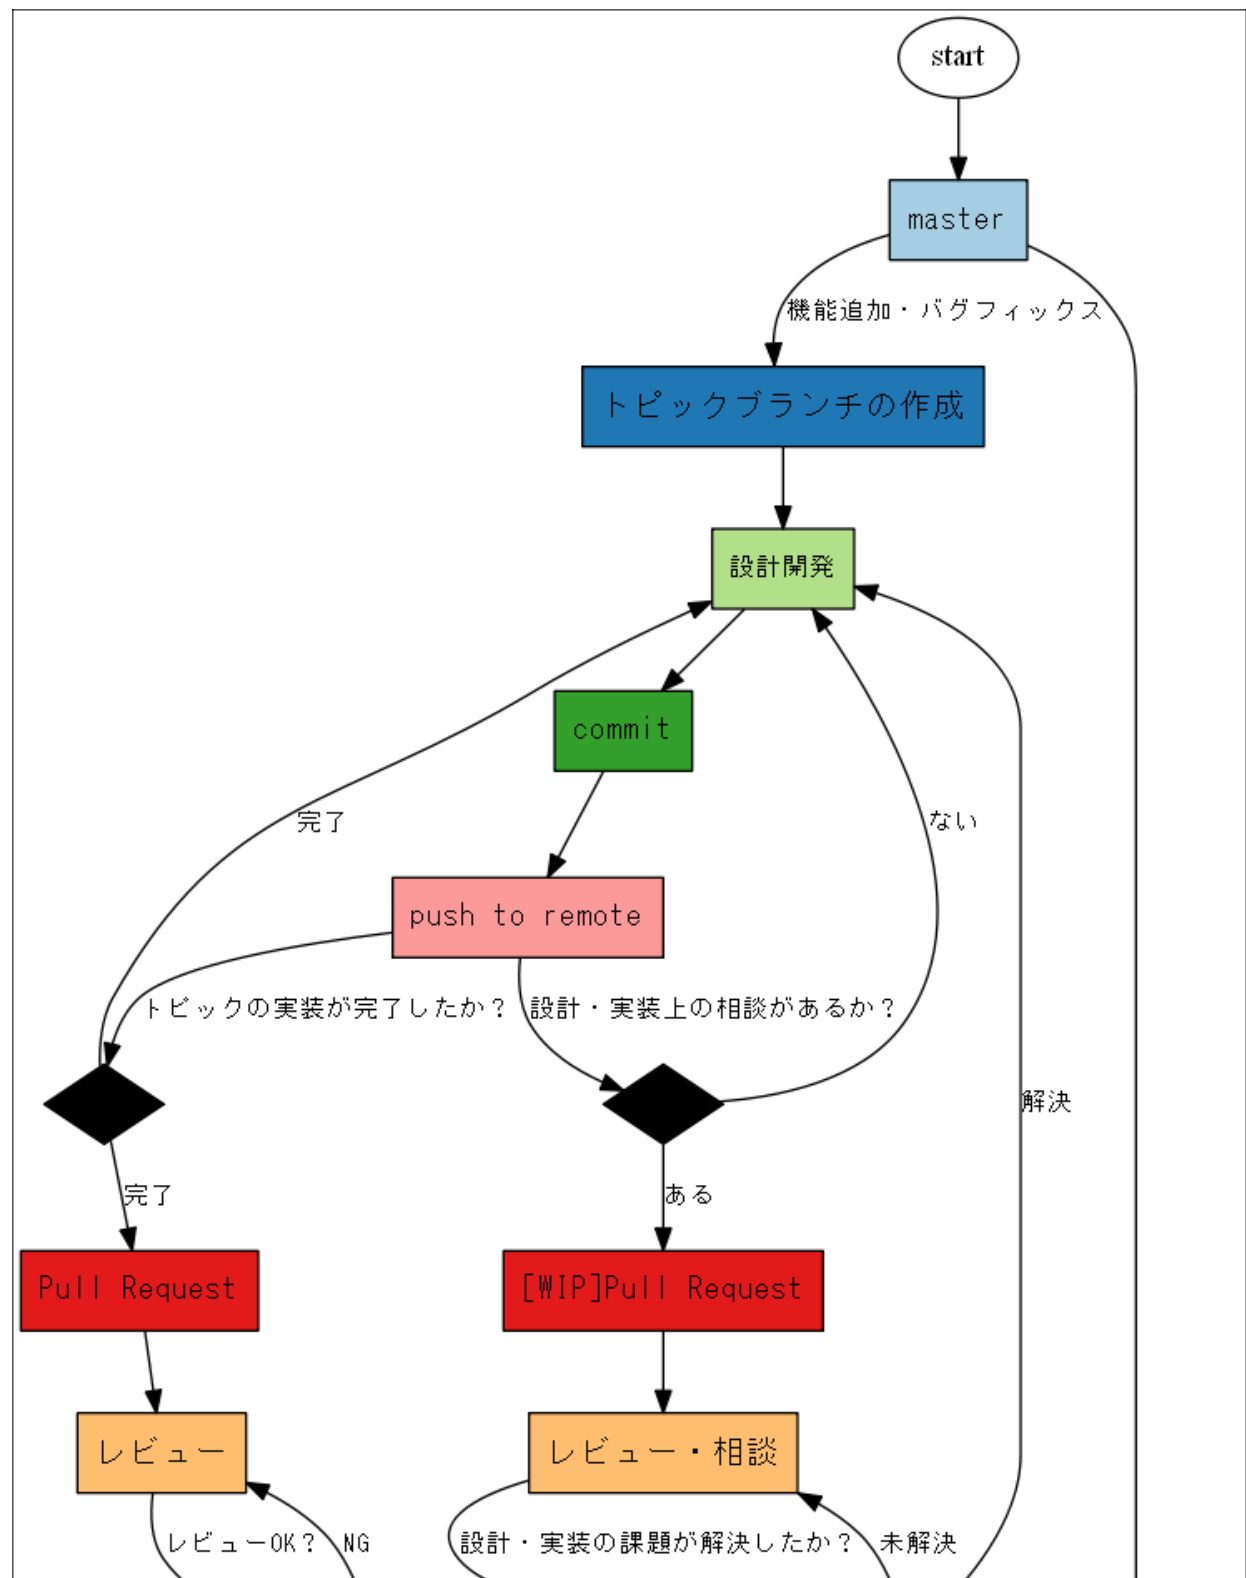 start
master
機能追加・バグフィックス
トピックブランチの作成
設計開発
commit
完了
ない
push to remote
トピックの実装が完了したか?
設計・実装上の相談があるか?
解決
完了
ある
Pull Request
[WIP]Pull Request
レビュー
レビュー・相談
レビューOK?
NG
設計・実装の課題が解決したか?
未解決